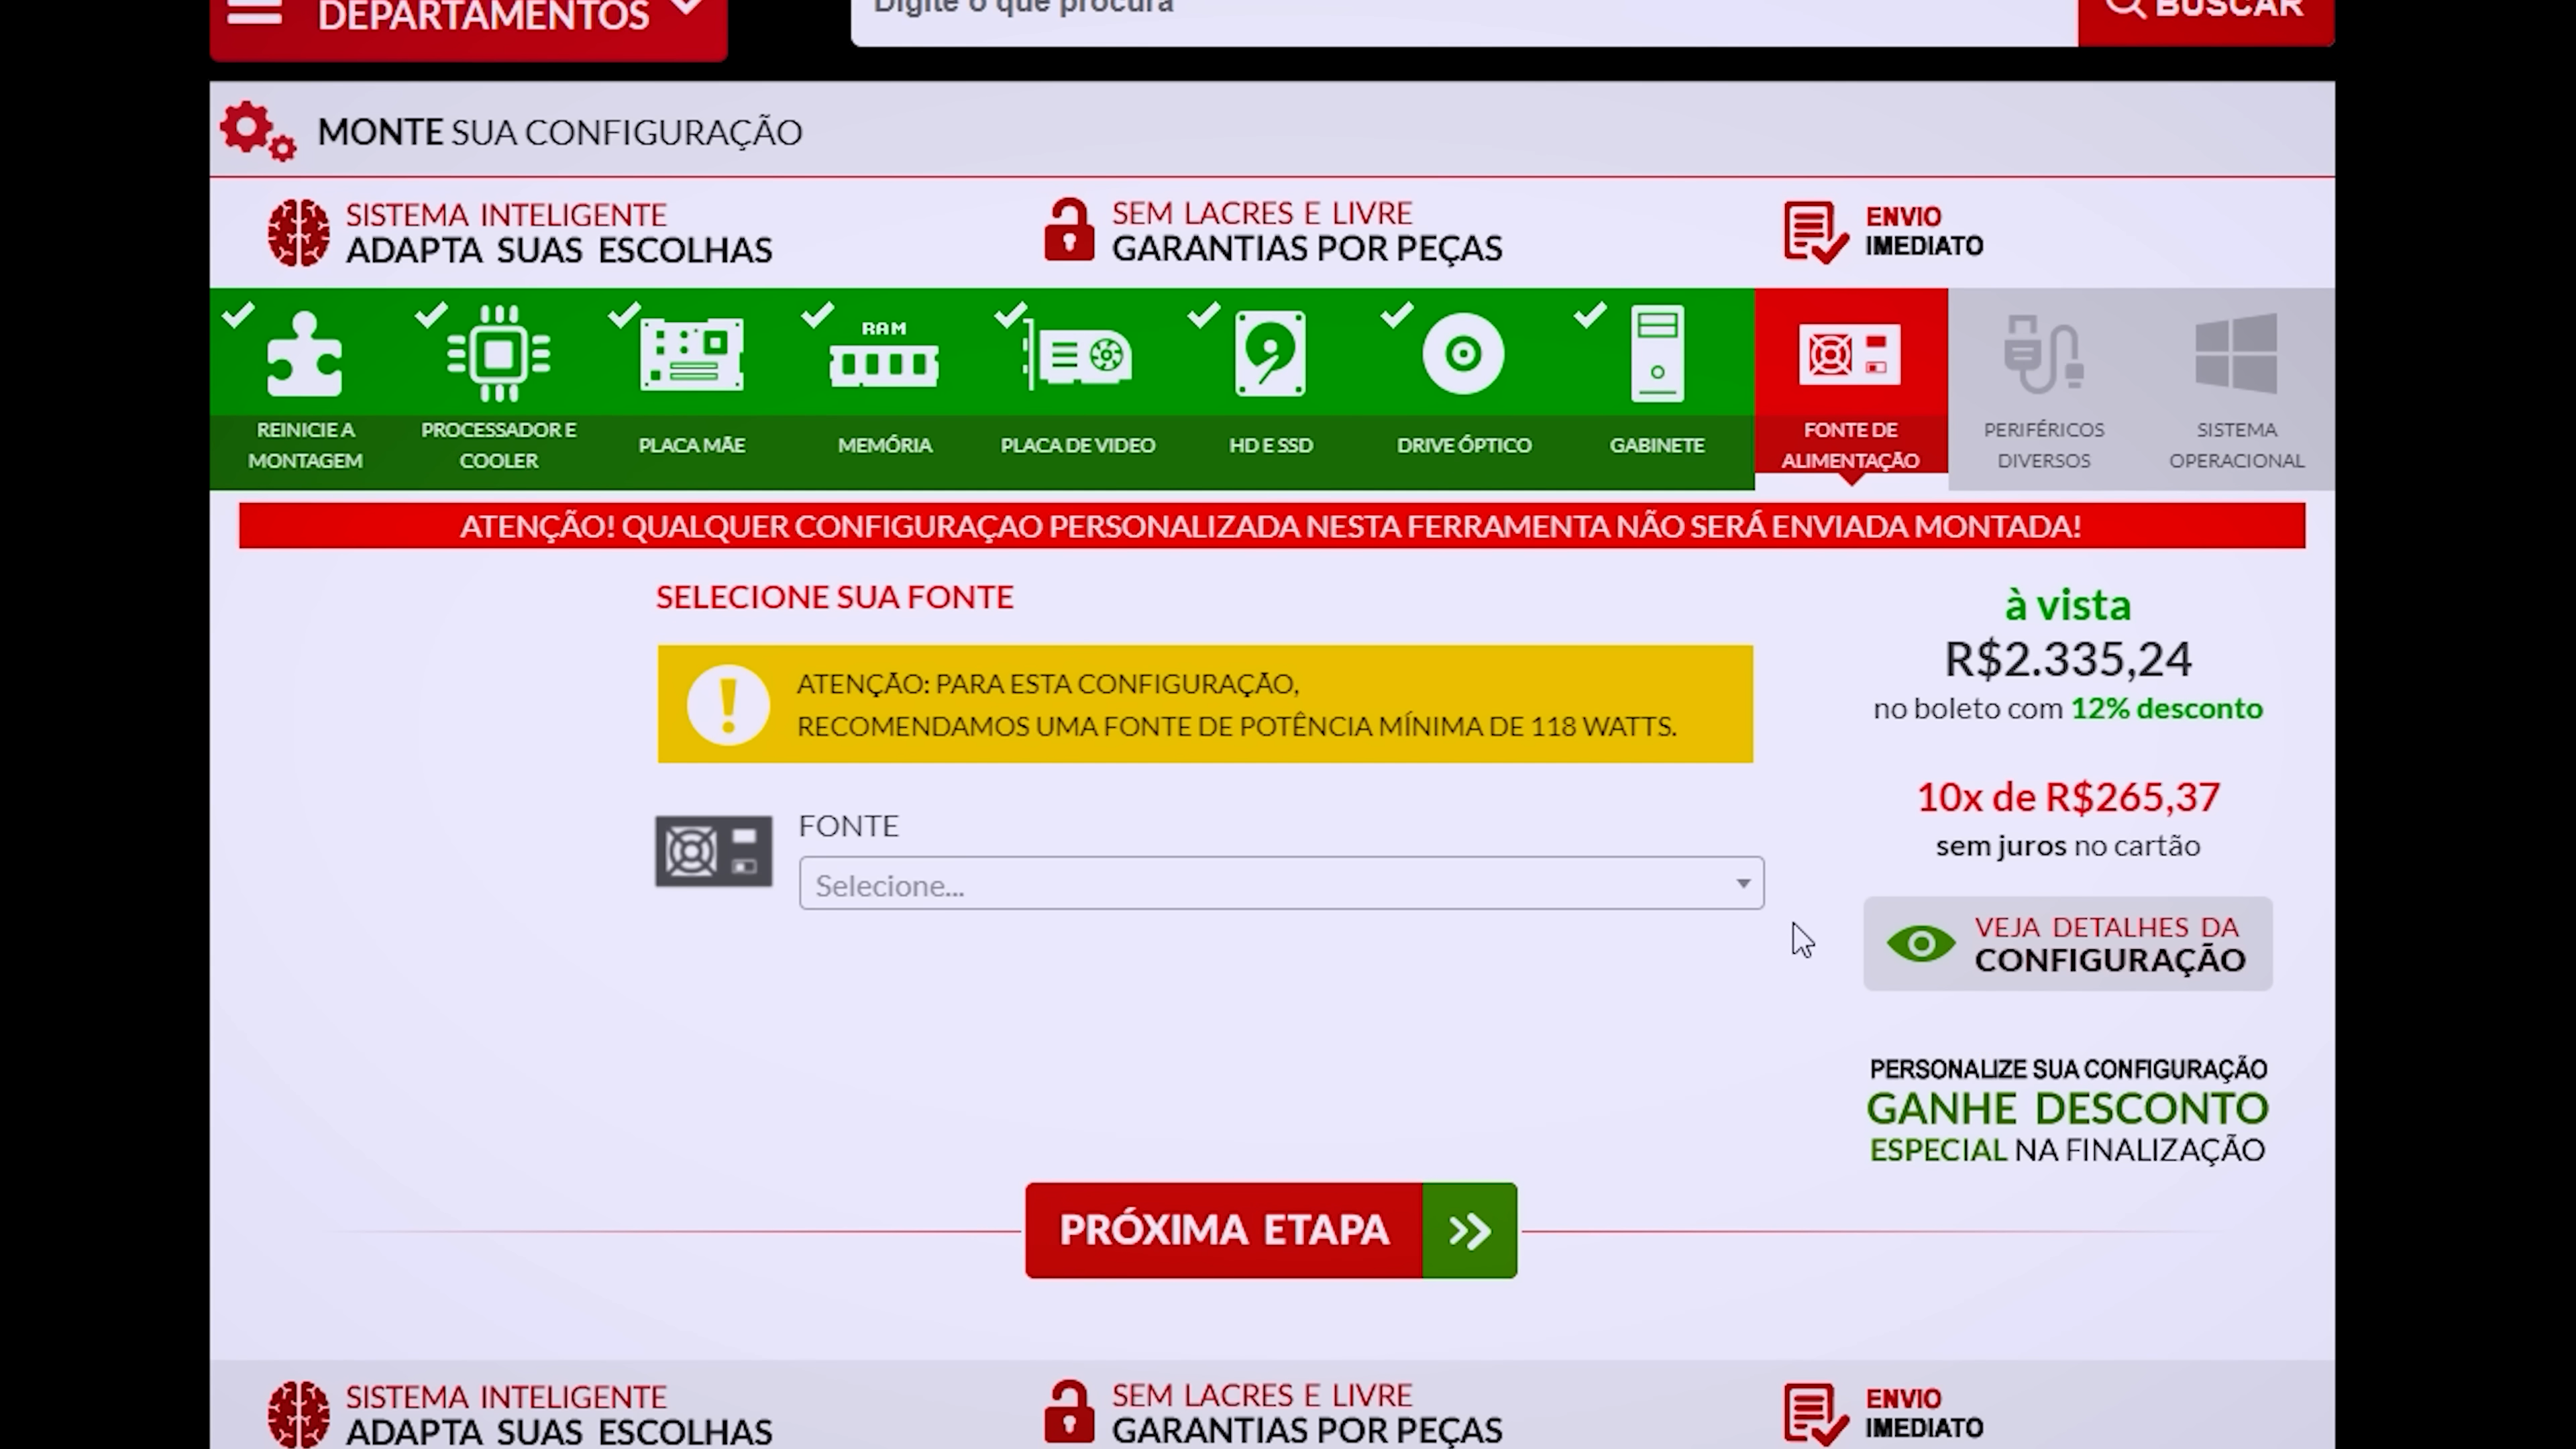 DEPARTAMENTOS
Digite o que procura
BUSCAR
MONTE SUA CONFIGURAÇÃO
SISTEMA INTELIGENTE
ADAPTA SUAS ESCOLHAS
SEM LACRES E LIVRE
GARANTIAS POR PEÇAS
ENVIO
IMEDIATO
RAM
REINICIE A
MONTAGEM
PROCESSADOR E
COOLER
PLACA MÃE
MEMÓRIA
PLACA DE VIDEO
HD E SSD
DRIVE ÓPTICO
GABINETE
FONTE DE
ALIMENTAÇÃO
PERIFÉRICOS
DIVERSOS
SISTEMA
OPERACIONAL
ATENÇÃO! QUALQUER CONFIGURAÇAO PERSONALIZADA NESTA FERRAMENTA NÃO SERÁ ENVIADA MONTADA!
SELECIONE SUA FONTE
ATENÇÃO: PARA ESTA CONFIGURAÇÃO,
RECOMENDAMOS UMA FONTE DE POTÊNCIA MÍNIMA DE 118 WATTS.
FONTE
Selecione...
à vista
R$2.335,24
no boleto com 12% desconto
10x de R$265,37
sem juros no cartão
VEJA DETALHES DA
CONFIGURAÇÃO
PERSONALIZE SUA CONFIGURAÇÃO
GANHE DESCONTO
ESPECIAL NA FINALIZAÇÃO
PRÓXIMA ETAPA
SISTEMA INTELIGENTE
ADAPTA SUAS ESCOLHAS
SEM LACRES E LIVRE
GARANTIAS POR PEÇAS
ENVIO
IMEDIATO